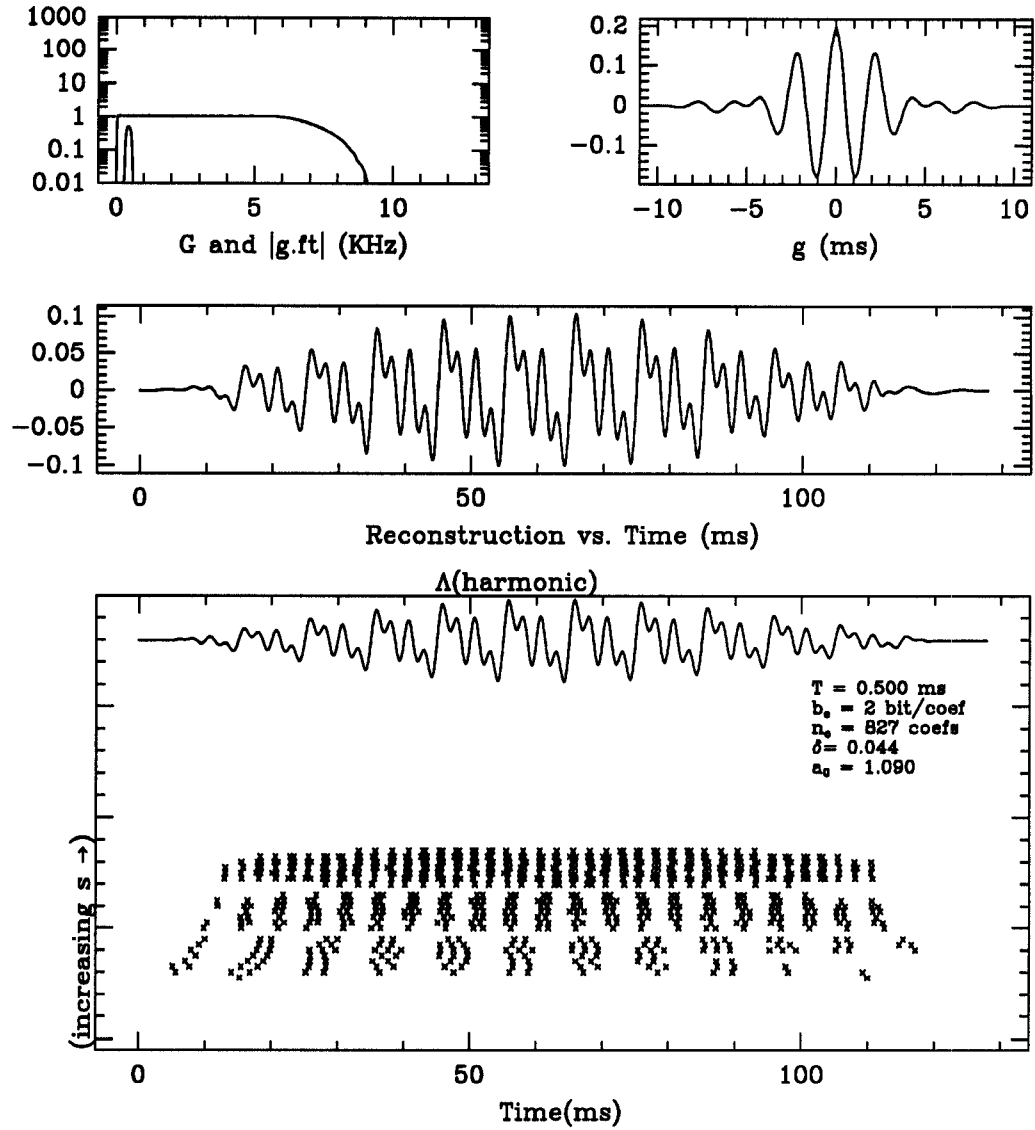 1000
100
10
1
0.1
0.01
0 5 10
G and |g.ft| (KHz)
0.2
0.1
0
-0.1
-10 -5 0 5 10
g (ms)
0.1
0.05
0
-0.05
-0.1
0 50 100
Reconstruction vs. Time (ms)
Λ(harmonic)
T = 0.500 ms
b_c = 2 bit/coef
n_c = 827 coefs
δ= 0.044
a_0 = 1.090
(increasing s →)
0 50 100
Time(ms)